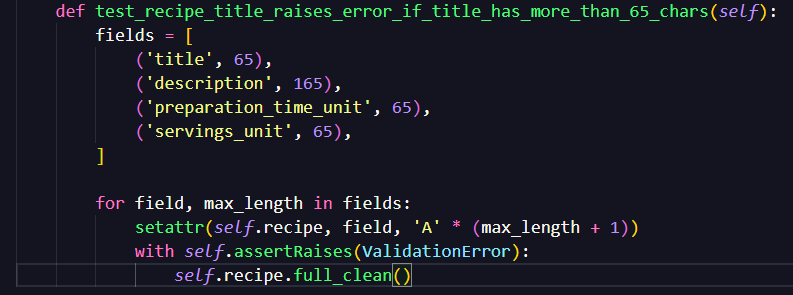 def test_recipe_title_raises_error_if_title_has_more_than_65_chars(self):
fields = [
('title', 65),
('description', 165),
('preparation_time_unit', 65),
('servings_unit', 65),
]
for field, max_length in fields:
setattr(self.recipe, field, 'A' * (max_length + 1))
with self.assertRaises(ValidationError):
self.recipe.full_clean()